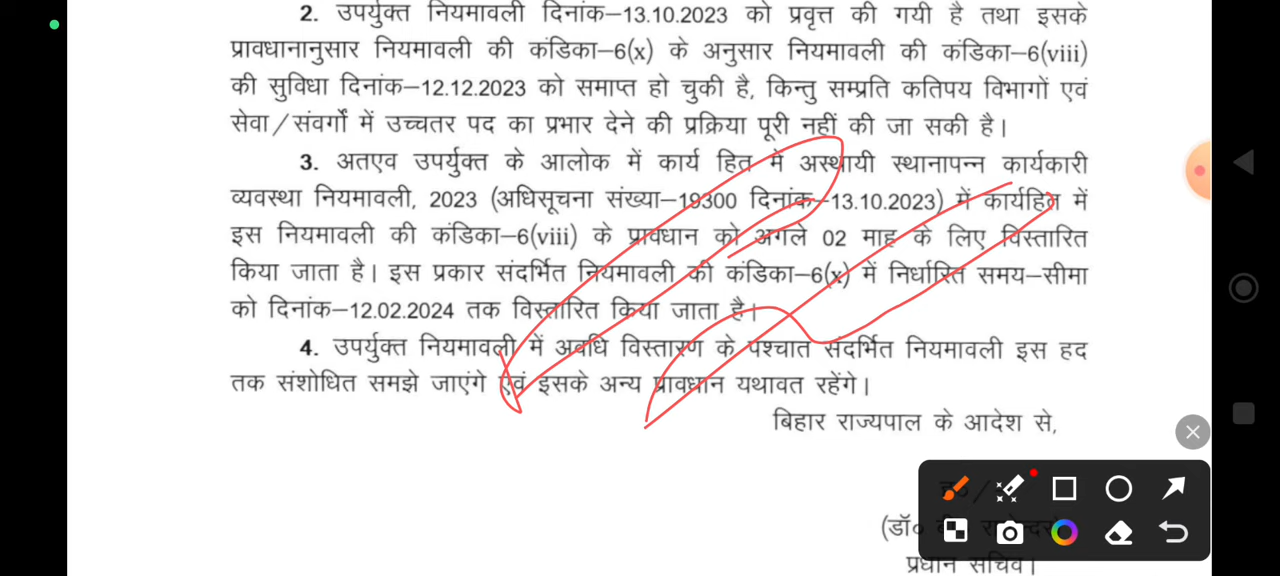 2. उपर्युक्त नियमावली दिनांक–13.10.2023 को प्रवृत्त की गयी है तथा इसके
प्रावधानानुसार नियमावली की कंडिका–6(x) के अनुसार नियमावली की कंडिका–6(viii)
की सुविधा दिनांक–12.12.2023 को समाप्त हो चुकी है, किन्तु सम्प्रति कतिपय विभागों एवं
सेवा/संवर्गों में उच्चतर पद का प्रभार देने की प्रक्रिया पूरी नहीं की जा सकी है।
3. अतएव उपर्युक्त के आलोक में कार्य हित में अस्थायी स्थानापन्न कार्यकारी
व्यवस्था नियमावली, 2023 (अधिसूचना संख्या–19300 दिनांक–13.10.2023) में कार्यहित में
इस नियमावली की कंडिका–6(viii) के प्रावधान को अगले 02 माह के लिए विस्तारित
किया जाता है। इस प्रकार संदर्भित नियमावली की कंडिका–6(x) में निर्धारित समय–सीमा
को दिनांक–12.02.2024 तक विस्तारित किया जाता है।
4. उपर्युक्त नियमावली में अवधि विस्तारण के पश्चात संदर्भित नियमावली इस हद
तक संशोधित समझे जाएंगे एवं इसके अन्य प्रावधान यथावत रहेंगे।
बिहार राज्यपाल के आदेश से,
(डॉ०
प्रधान सचिव।